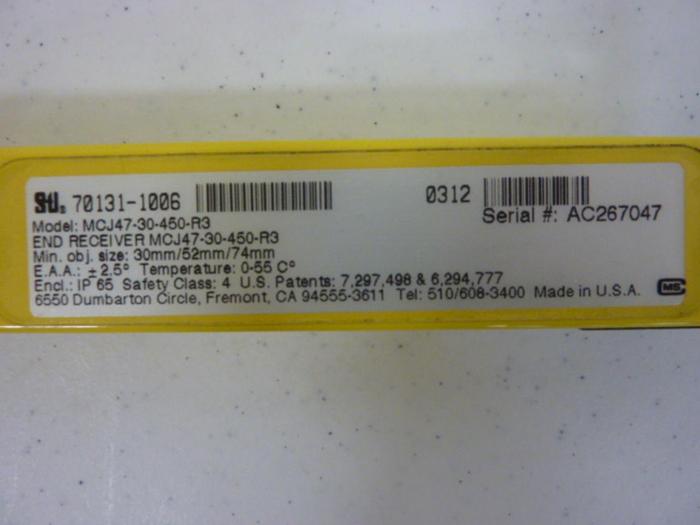 STI. 70131-1006 0312
Serial #: AC267047
Model: MCJ47-30-450-R3
END RECEIVER MCJ47-30-450-R3
Min. obj. size: 30mm/52mm/74mm
E.A.A.: ±2.5° Temperature: 0-55 C°
Encl.: IP 65 Safety Class: 4 U.S. Patents: 7,297,498 & 6,294,777
6550 Dumbarton Circle, Fremont, CA 94555-3611 Tel: 510/608-3400 Made in U.S.A. CMS